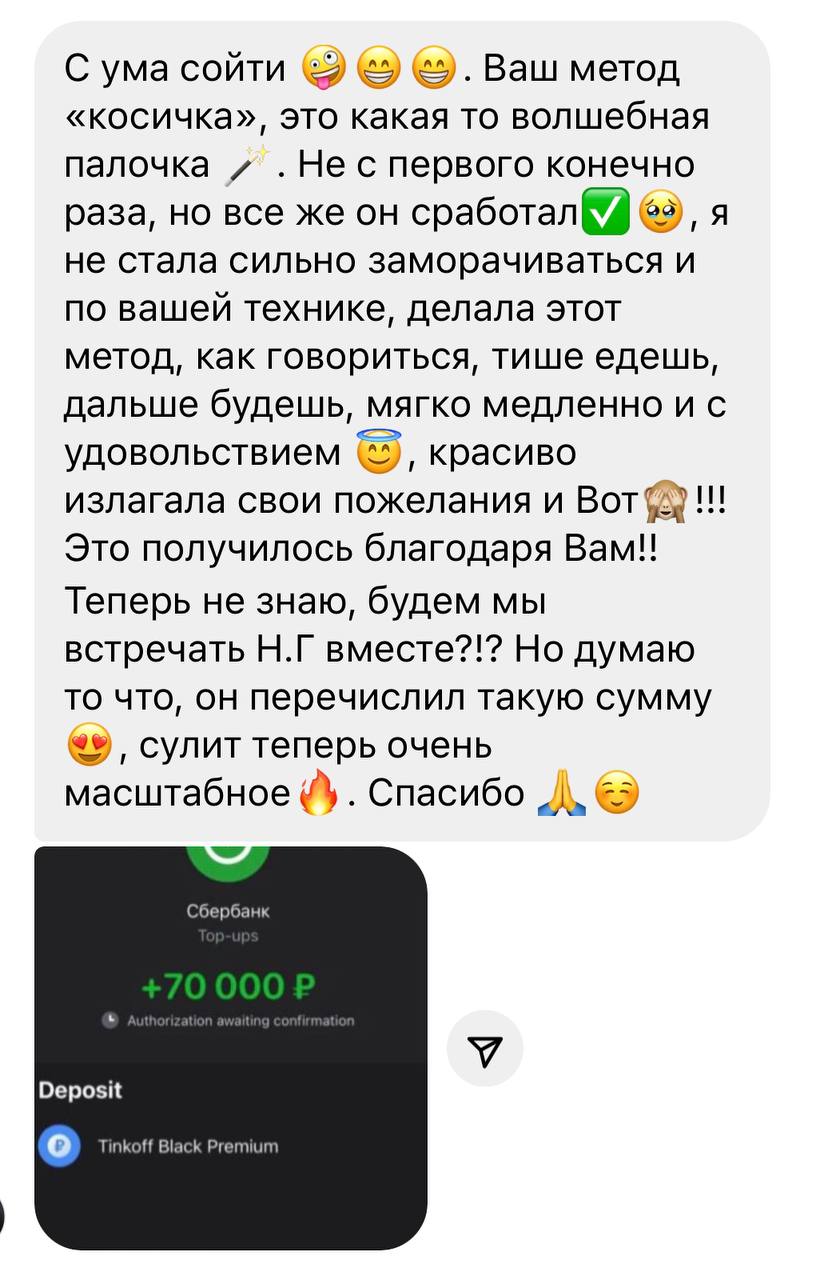 С ума сойти 🤪😁😁. Ваш метод
«косичка», это какая то волшебная
палочка 🪄. Не с первого конечно
раза, но все же он сработал✅🥹, я
не стала сильно заморачиваться и
по вашей технике, делала этот
метод, как говориться, тише едешь,
дальше будешь, мягко медленно и с
удовольствием 😇, красиво
излагала свои пожелания и Вот🙈!!!
Это получилось благодаря Вам!!
Теперь не знаю, будем мы
встречать Н.Г вместе?!? Но думаю
то что, он перечислил такую сумму
😍, сулит теперь очень
масштабное🔥. Спасибо 🙏☺️
Сбербанк
Top-ups
+70 000 ₽
Authorization awaiting confirmation
Deposit
₽ Tinkoff Black Premium